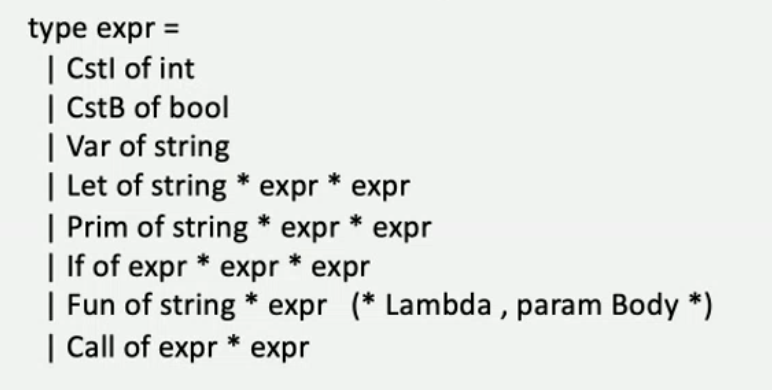 type expr =
| CstI of int
| CstB of bool
| Var of string
| Let of string * expr * expr
| Prim of string * expr * expr
| If of expr * expr * expr
| Fun of string * expr (* Lambda , param Body *)
| Call of expr * expr